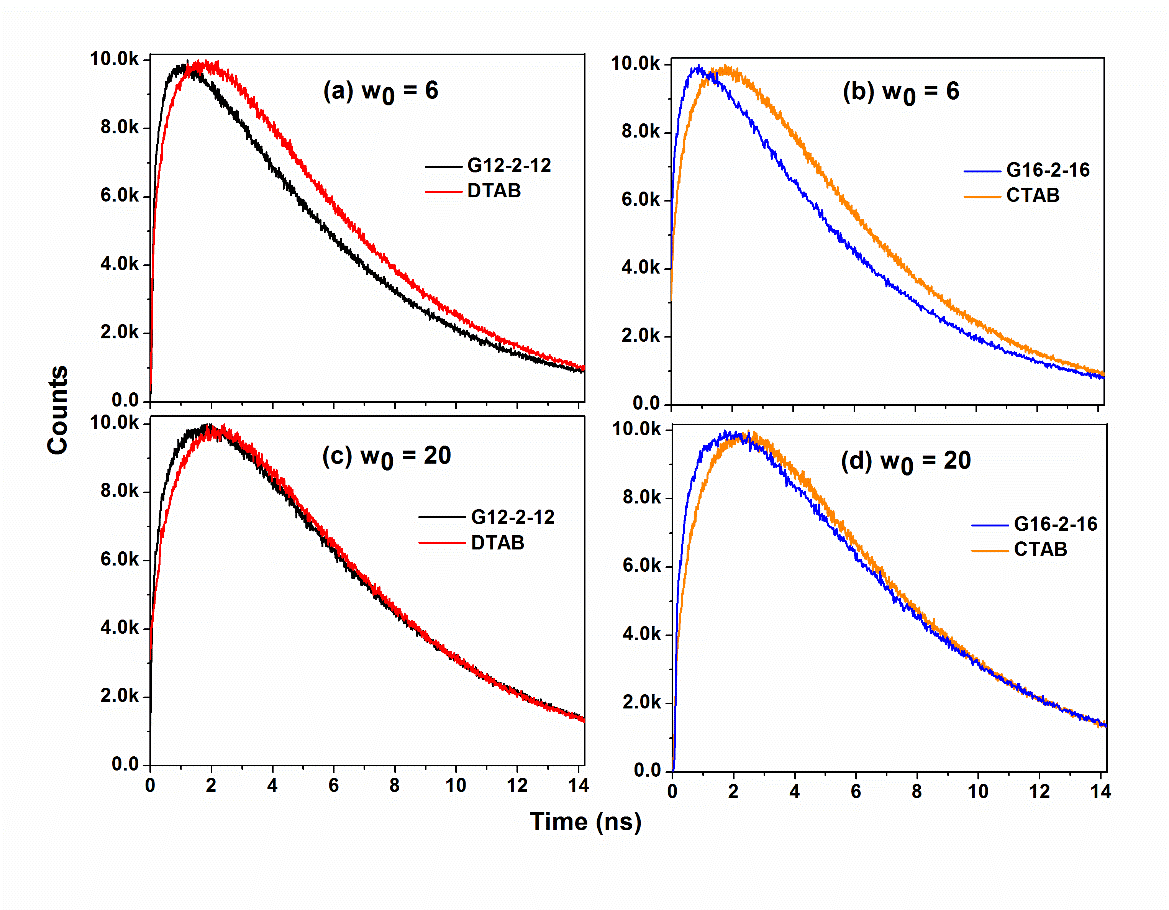 (a) w0 = 6
10.0k
8.0k
6.0k
4.0k
2.0k
0.0
G12-2-12
DTAB
(b) w0 = 6
10.0k
8.0k
6.0k
4.0k
2.0k
0.0
G16-2-16
CTAB
Counts
(c) w0 = 20
10.0k
8.0k
6.0k
4.0k
2.0k
0.0
G12-2-12
DTAB
0 2 4 6 8 10 12 14
(d) w0 = 20
10.0k
8.0k
6.0k
4.0k
2.0k
0.0
G16-2-16
CTAB
0 2 4 6 8 10 12 14
Time (ns)